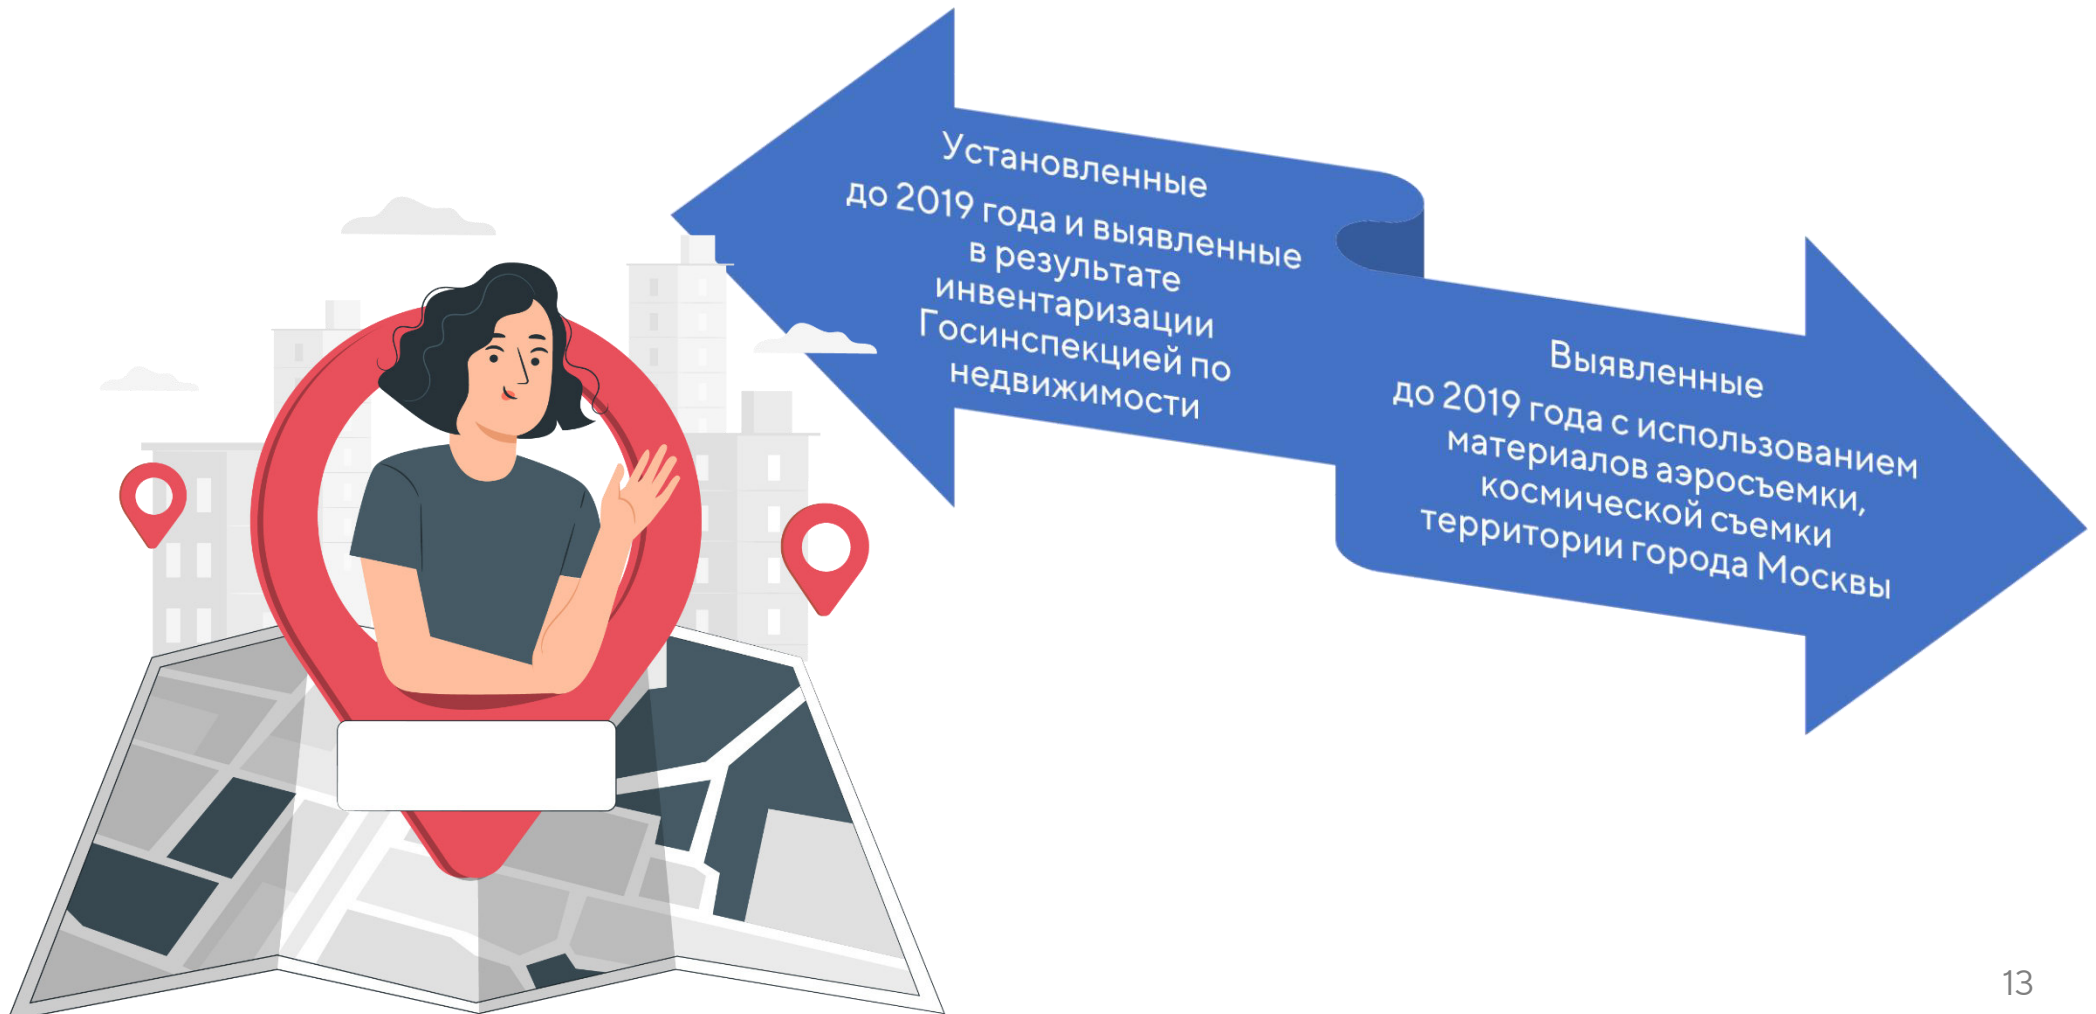 Установленные
до 2019 года и выявленные
в результате
инвентаризации
Госинспекцией по
недвижимости
Выявленные
до 2019 года с использованием
материалов аэросъемки,
космической съемки
территории города Москвы
13